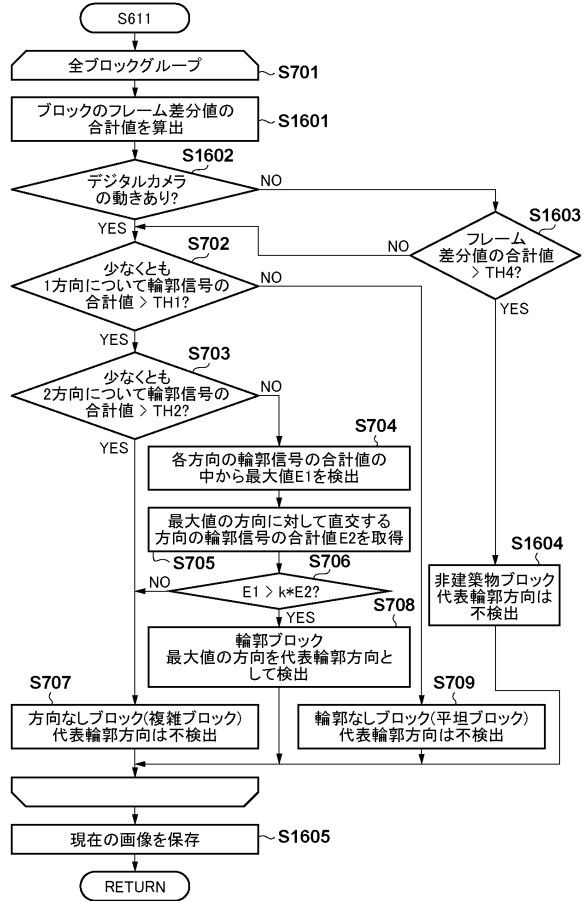 S611
全ブロックグループ
S701
ブロックのフレーム差分値の
合計値を算出
S1601
S1602
デジタルカメラ
の動きあり?
NO
YES
S1603
フレーム
差分値の合計値
> TH4?
NO
YES
S702
少なくとも
1方向について輪郭信号の
合計値 > TH1?
NO
YES
S703
少なくとも
2方向について輪郭信号の
合計値 > TH2?
NO
YES
S704
各方向の輪郭信号の合計値の
中から最大値E1を検出
最大値の方向に対して直交する
方向の輪郭信号の合計値E2を取得
S705
S706
E1 > k*E2?
NO
YES
S1604
非建築物ブロック
代表輪郭方向は
不検出
S708
輪郭ブロック
最大値の方向を代表輪郭方向と
して検出
S707
方向なしブロック(複雑ブロック)
代表輪郭方向は不検出
S709
輪郭なしブロック(平坦ブロック)
代表輪郭方向は不検出
現在の画像を保存
S1605
RETURN